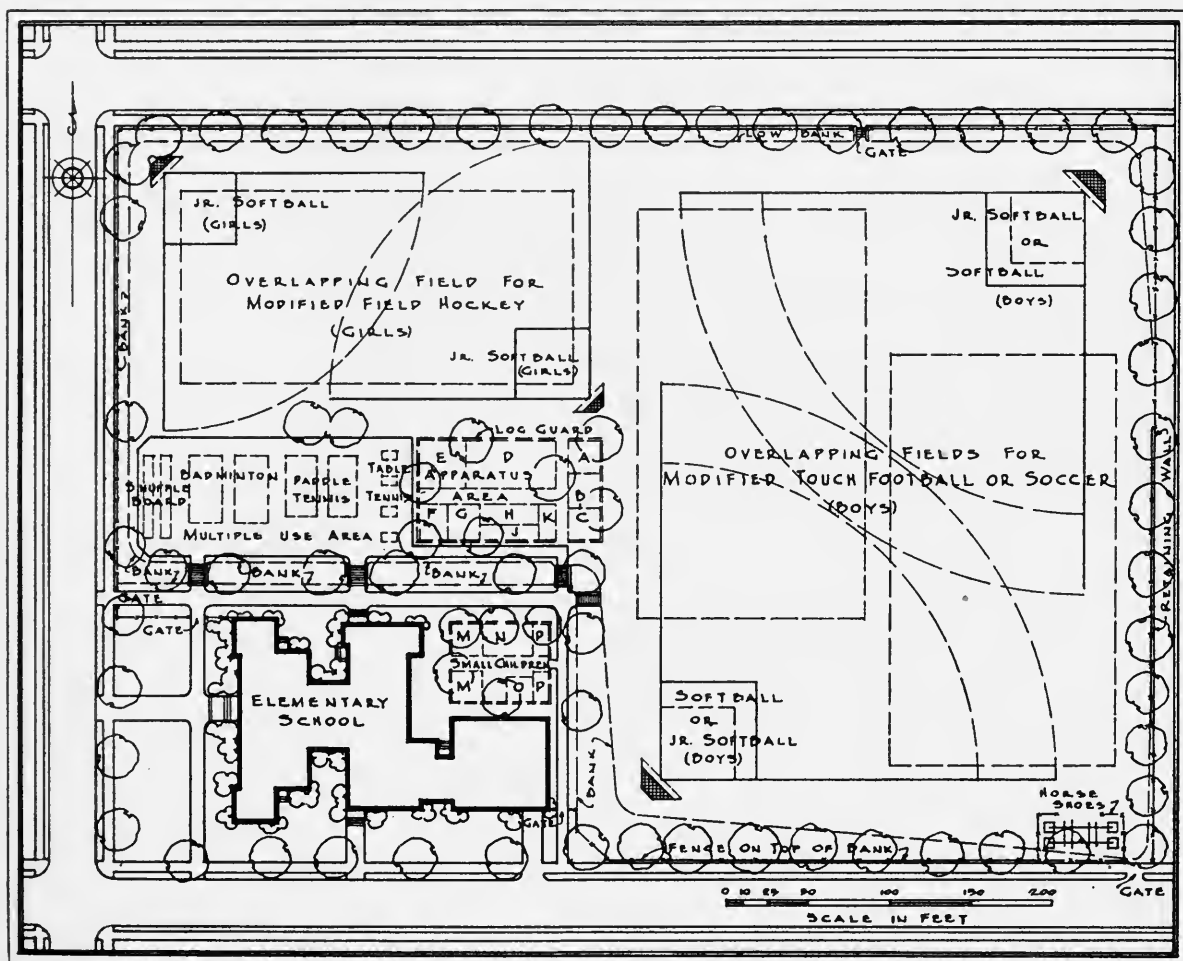 LOW BANK
GATE
JR. SOFTBALL
(GIRLS)
OVERLAPPING FIELD FOR
MODIFIED FIELD HOCKEY
(GIRLS)
JR. SOFTBALL
(GIRLS)
BANK
JR. SOFTBALL
OR
SOFTBALL
(BOYS)
OVERLAPPING FIELDS FOR
MODIFIED TOUCH FOOTBALL OR SOCCER
(BOYS)
RETAINING WALL
LOG GUARD
E D A
APPARATUS
AREA
B
F G H K C
J
SHUFFLE
BOARD
BADMINTON
PADDLE
TENNIS
TABLE
TENNIS
MULTIPLE USE AREA
BANK
BANK
BANK
GATE
GATE
M N P
SMALL CHILDREN
M O P
ELEMENTARY
SCHOOL
BANK
GATE
SOFTBALL
OR
JR. SOFTBALL
(BOYS)
HORSE
SHOES
FENCE ON TOP OF BANK
GATE
0 10 25 50 100 150 200
SCALE IN FEET